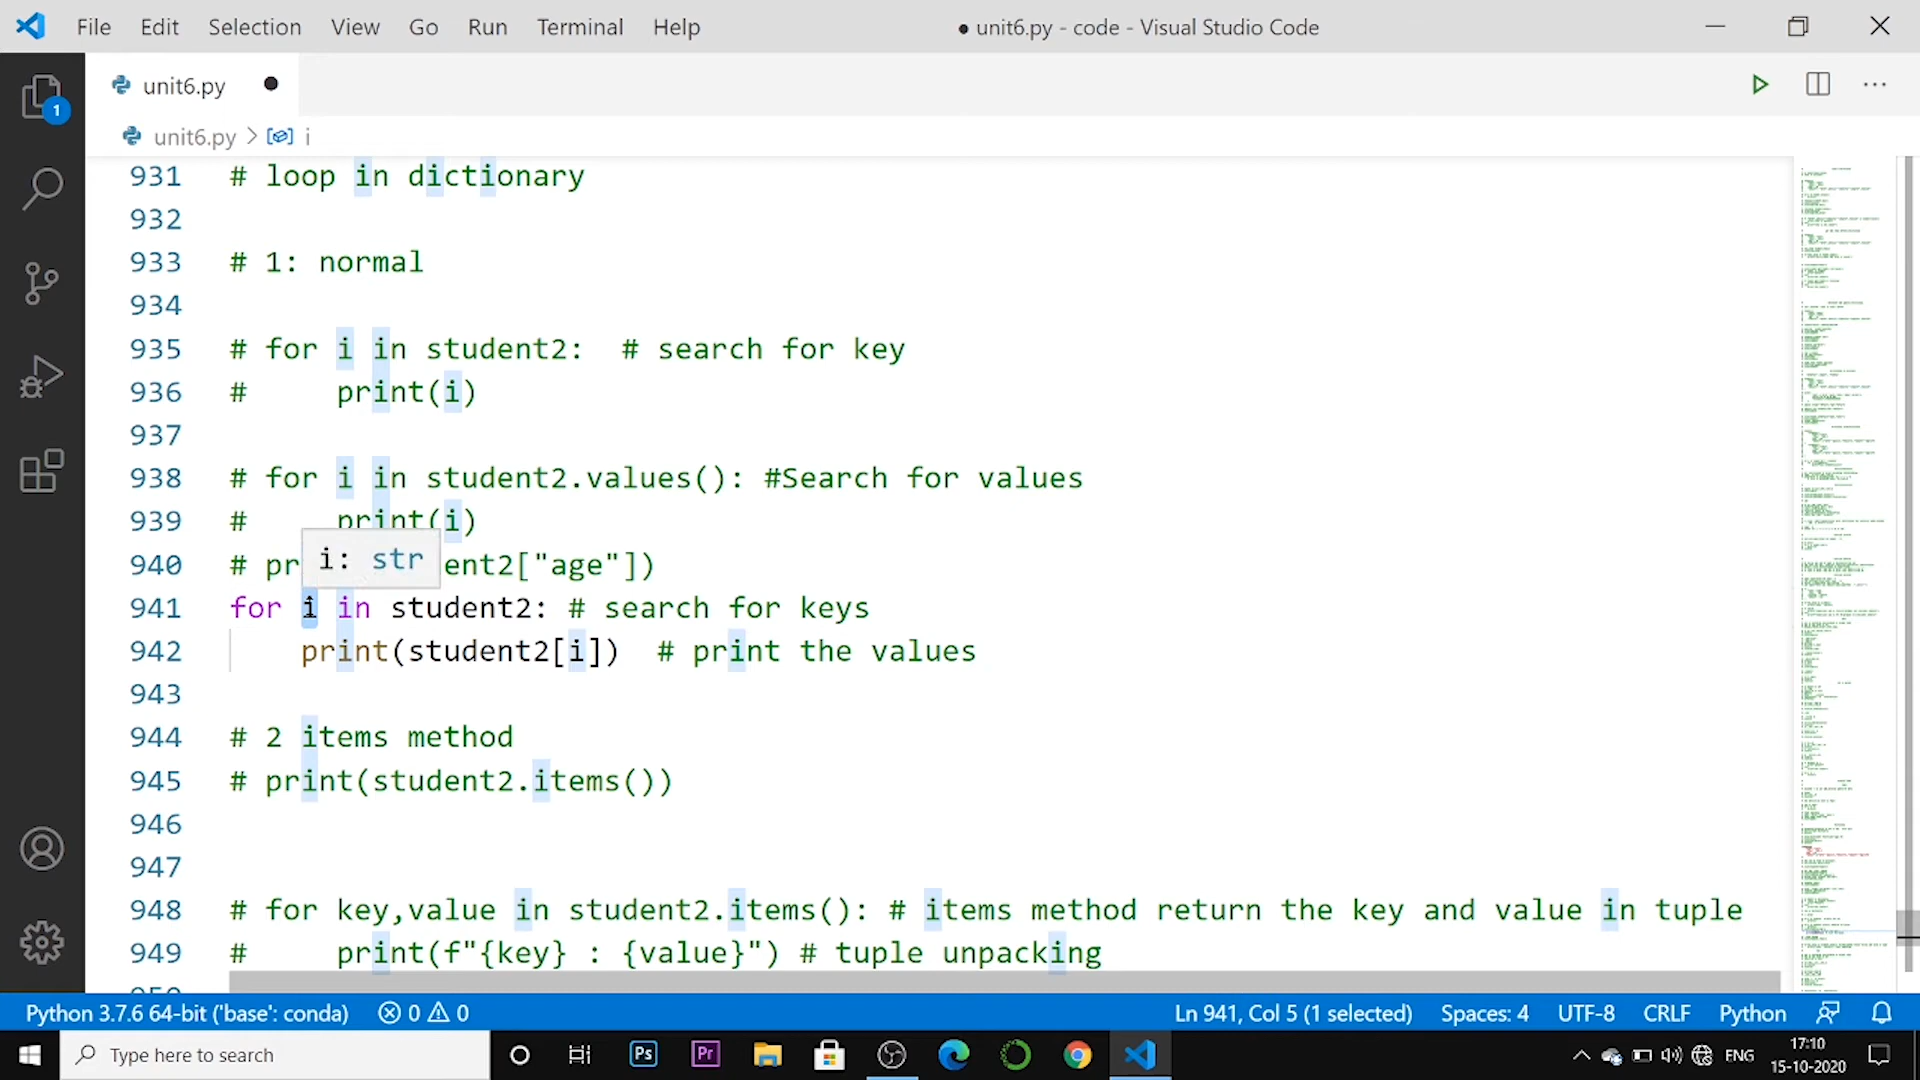 File Edit Selection View Go Run Terminal Help ● unit6.py - code - Visual Studio Code
unit6.py ●
1
unit6.py > i
931 # loop in dictionary
932
933 # 1: normal
934
935 # for i in student2:  # search for key
936 #     print(i)
937
938 # for i in student2.values(): #Search for values
939 #     print(i)
i: str
940 # pr ent2["age"])
941 for i in student2: # search for keys
942     print(student2[i])  # print the values
943
944 # 2 items method
945 # print(student2.items())
946
947
948 # for key,value in student2.items(): # items method return the key and value in tuple
949 #     print(f"{key} : {value}") # tuple unpacking
950
Python 3.7.6 64-bit ('base': conda) 0 0 Ln 941, Col 5 (1 selected) Spaces: 4 UTF-8 CRLF Python
Type here to search Ps Pr ENG 17:10
15-10-2020